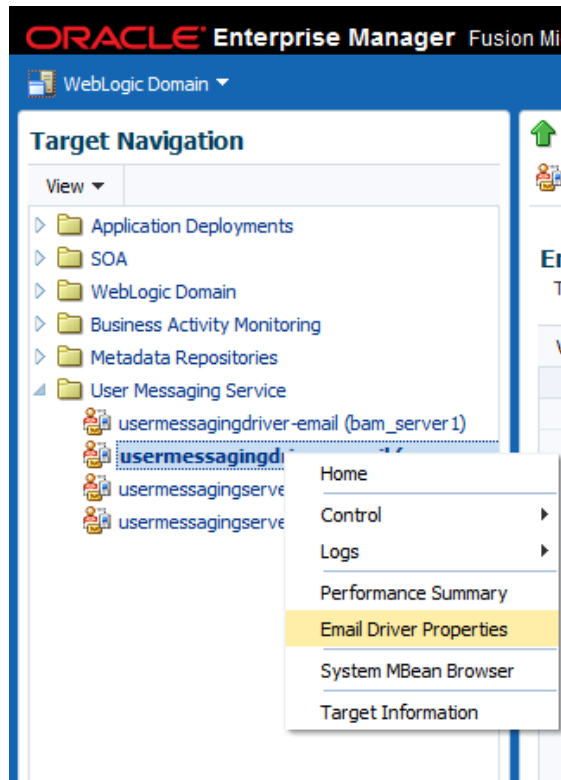 ORACLE Enterprise Manager Fusion Mi
WebLogic Domain
Target Navigation
View
Application Deployments
SOA
WebLogic Domain
Business Activity Monitoring
Metadata Repositories
User Messaging Service
usermessagingdriver-email (bam_server1)
usermessagingd
usermessagingserve
usermessagingserve
Home
Control
Logs
Performance Summary
Email Driver Properties
System MBean Browser
Target Information